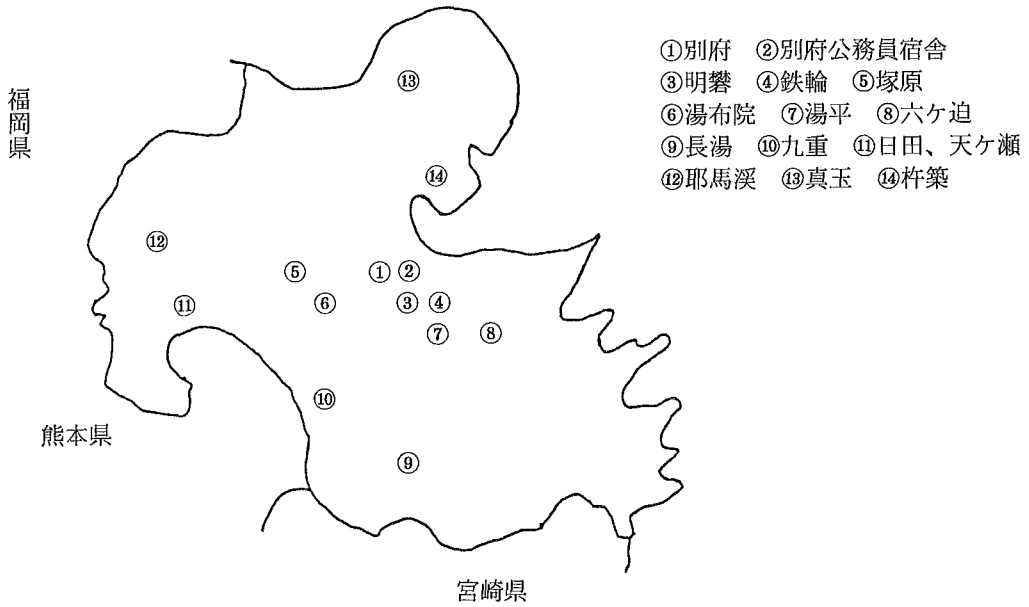 ①別府 ②別府公務員宿舎
③明礬 ④鉄輪 ⑤塚原
⑥湯布院 ⑦湯平 ⑧六ケ迫
⑨長湯 ⑩九重 ⑪日田、天ケ瀬
⑫耶馬渓 ⑬真玉 ⑭杵築
福岡県
⑬
⑭
⑫
⑤ ① ②
⑪ ⑥ ③ ④
⑦ ⑧
⑩
熊本県
⑨
宮崎県